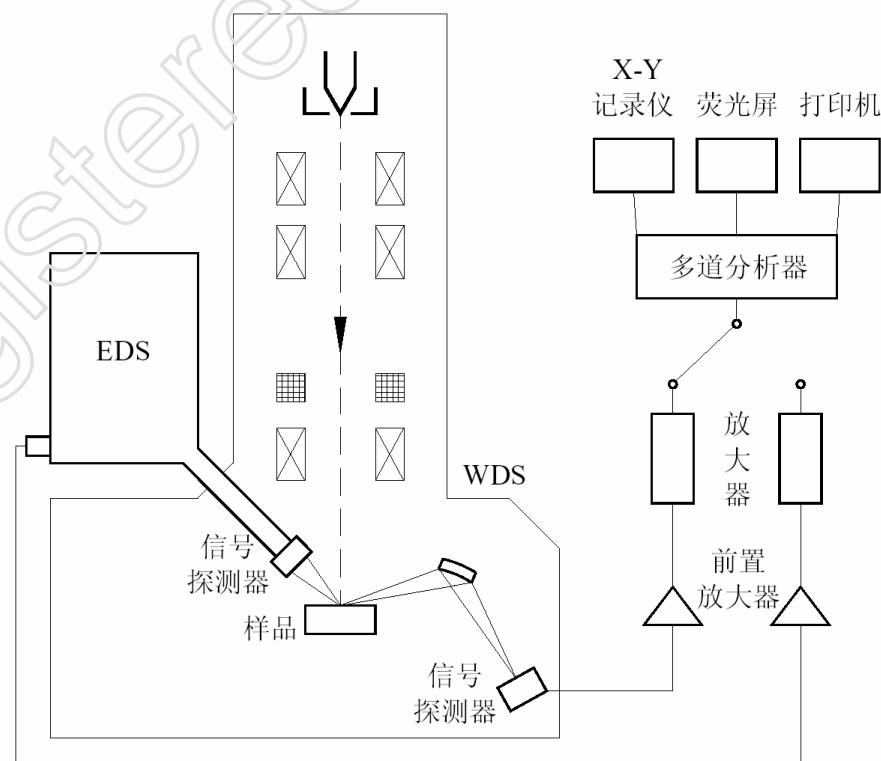 X-Y
记录仪
荧光屏
打印机
多道分析器
EDS
WDS
放
大
器
信号
探测器
前置
放大器
样品
信号
探测器